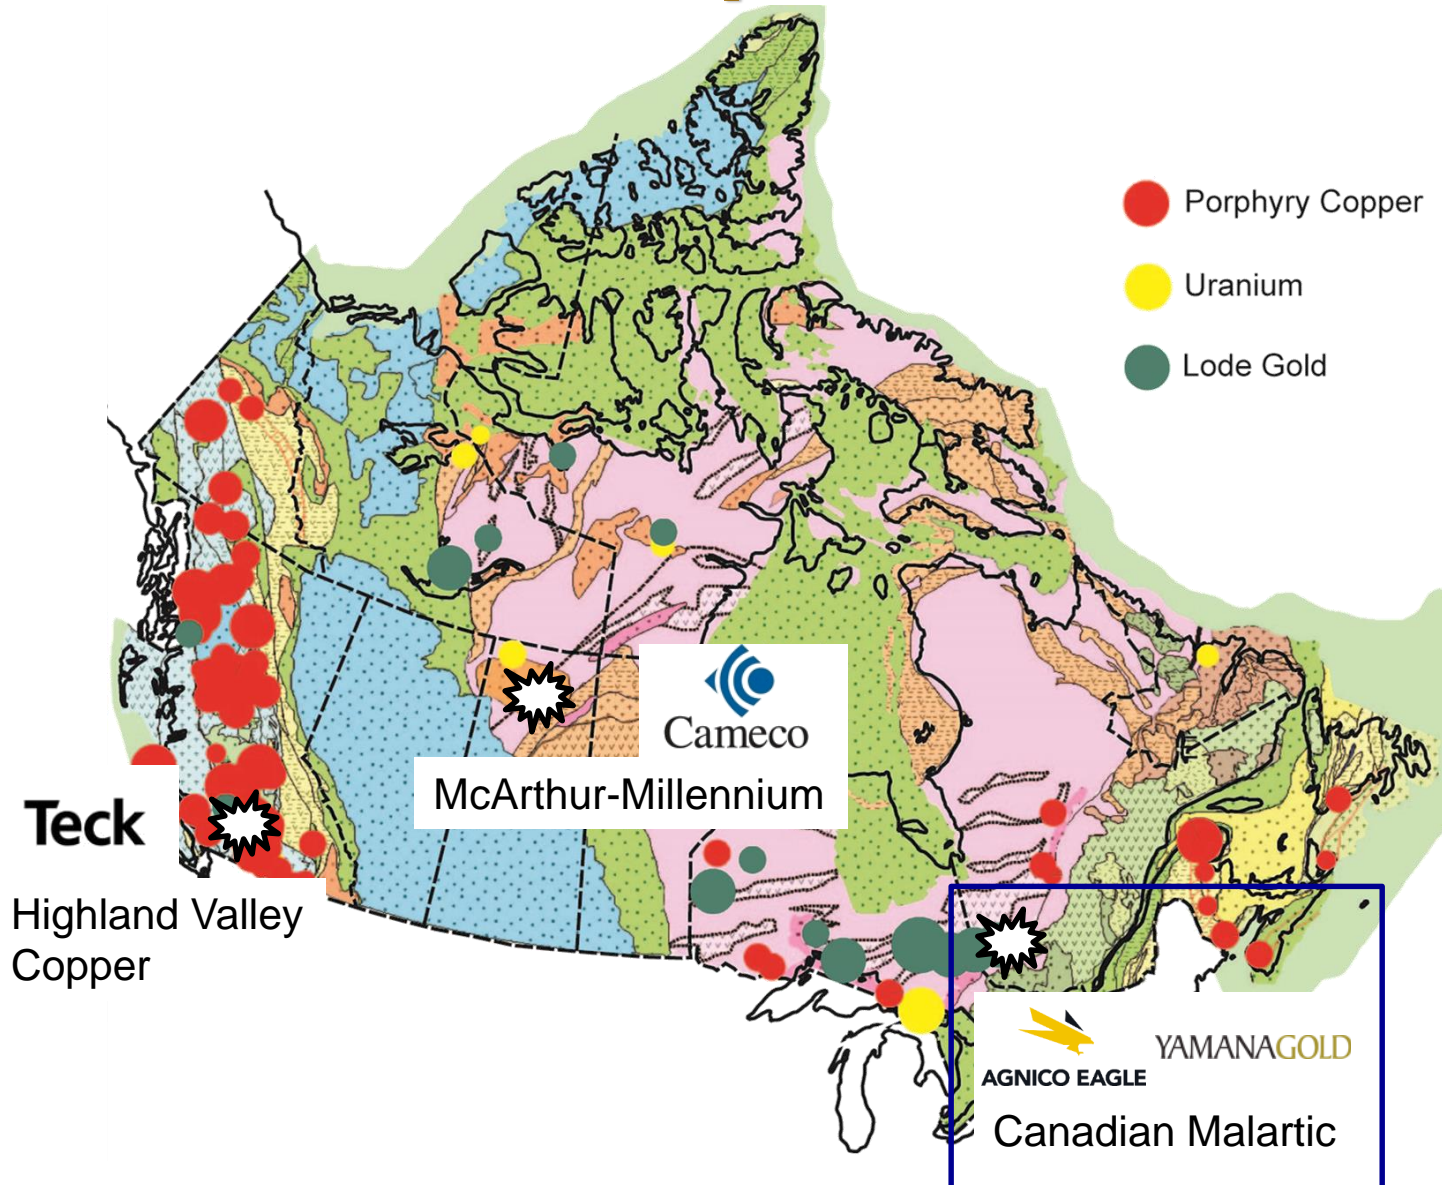 Porphyry Copper
Uranium
Lode Gold
Cameco
McArthur-Millennium
Teck
Highland Valley
Copper
AGNICO EAGLE
YAMANAGOLD
Canadian Malartic